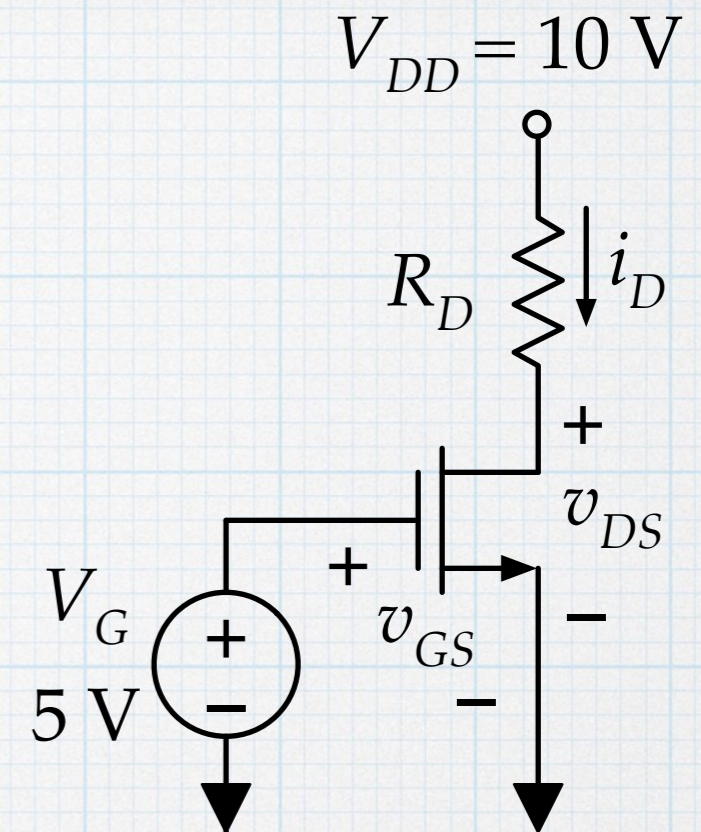 V_DD = 10 V
R_D
i_D
+
v_DS
−
+
v_GS
−
V_G
5 V
+
−